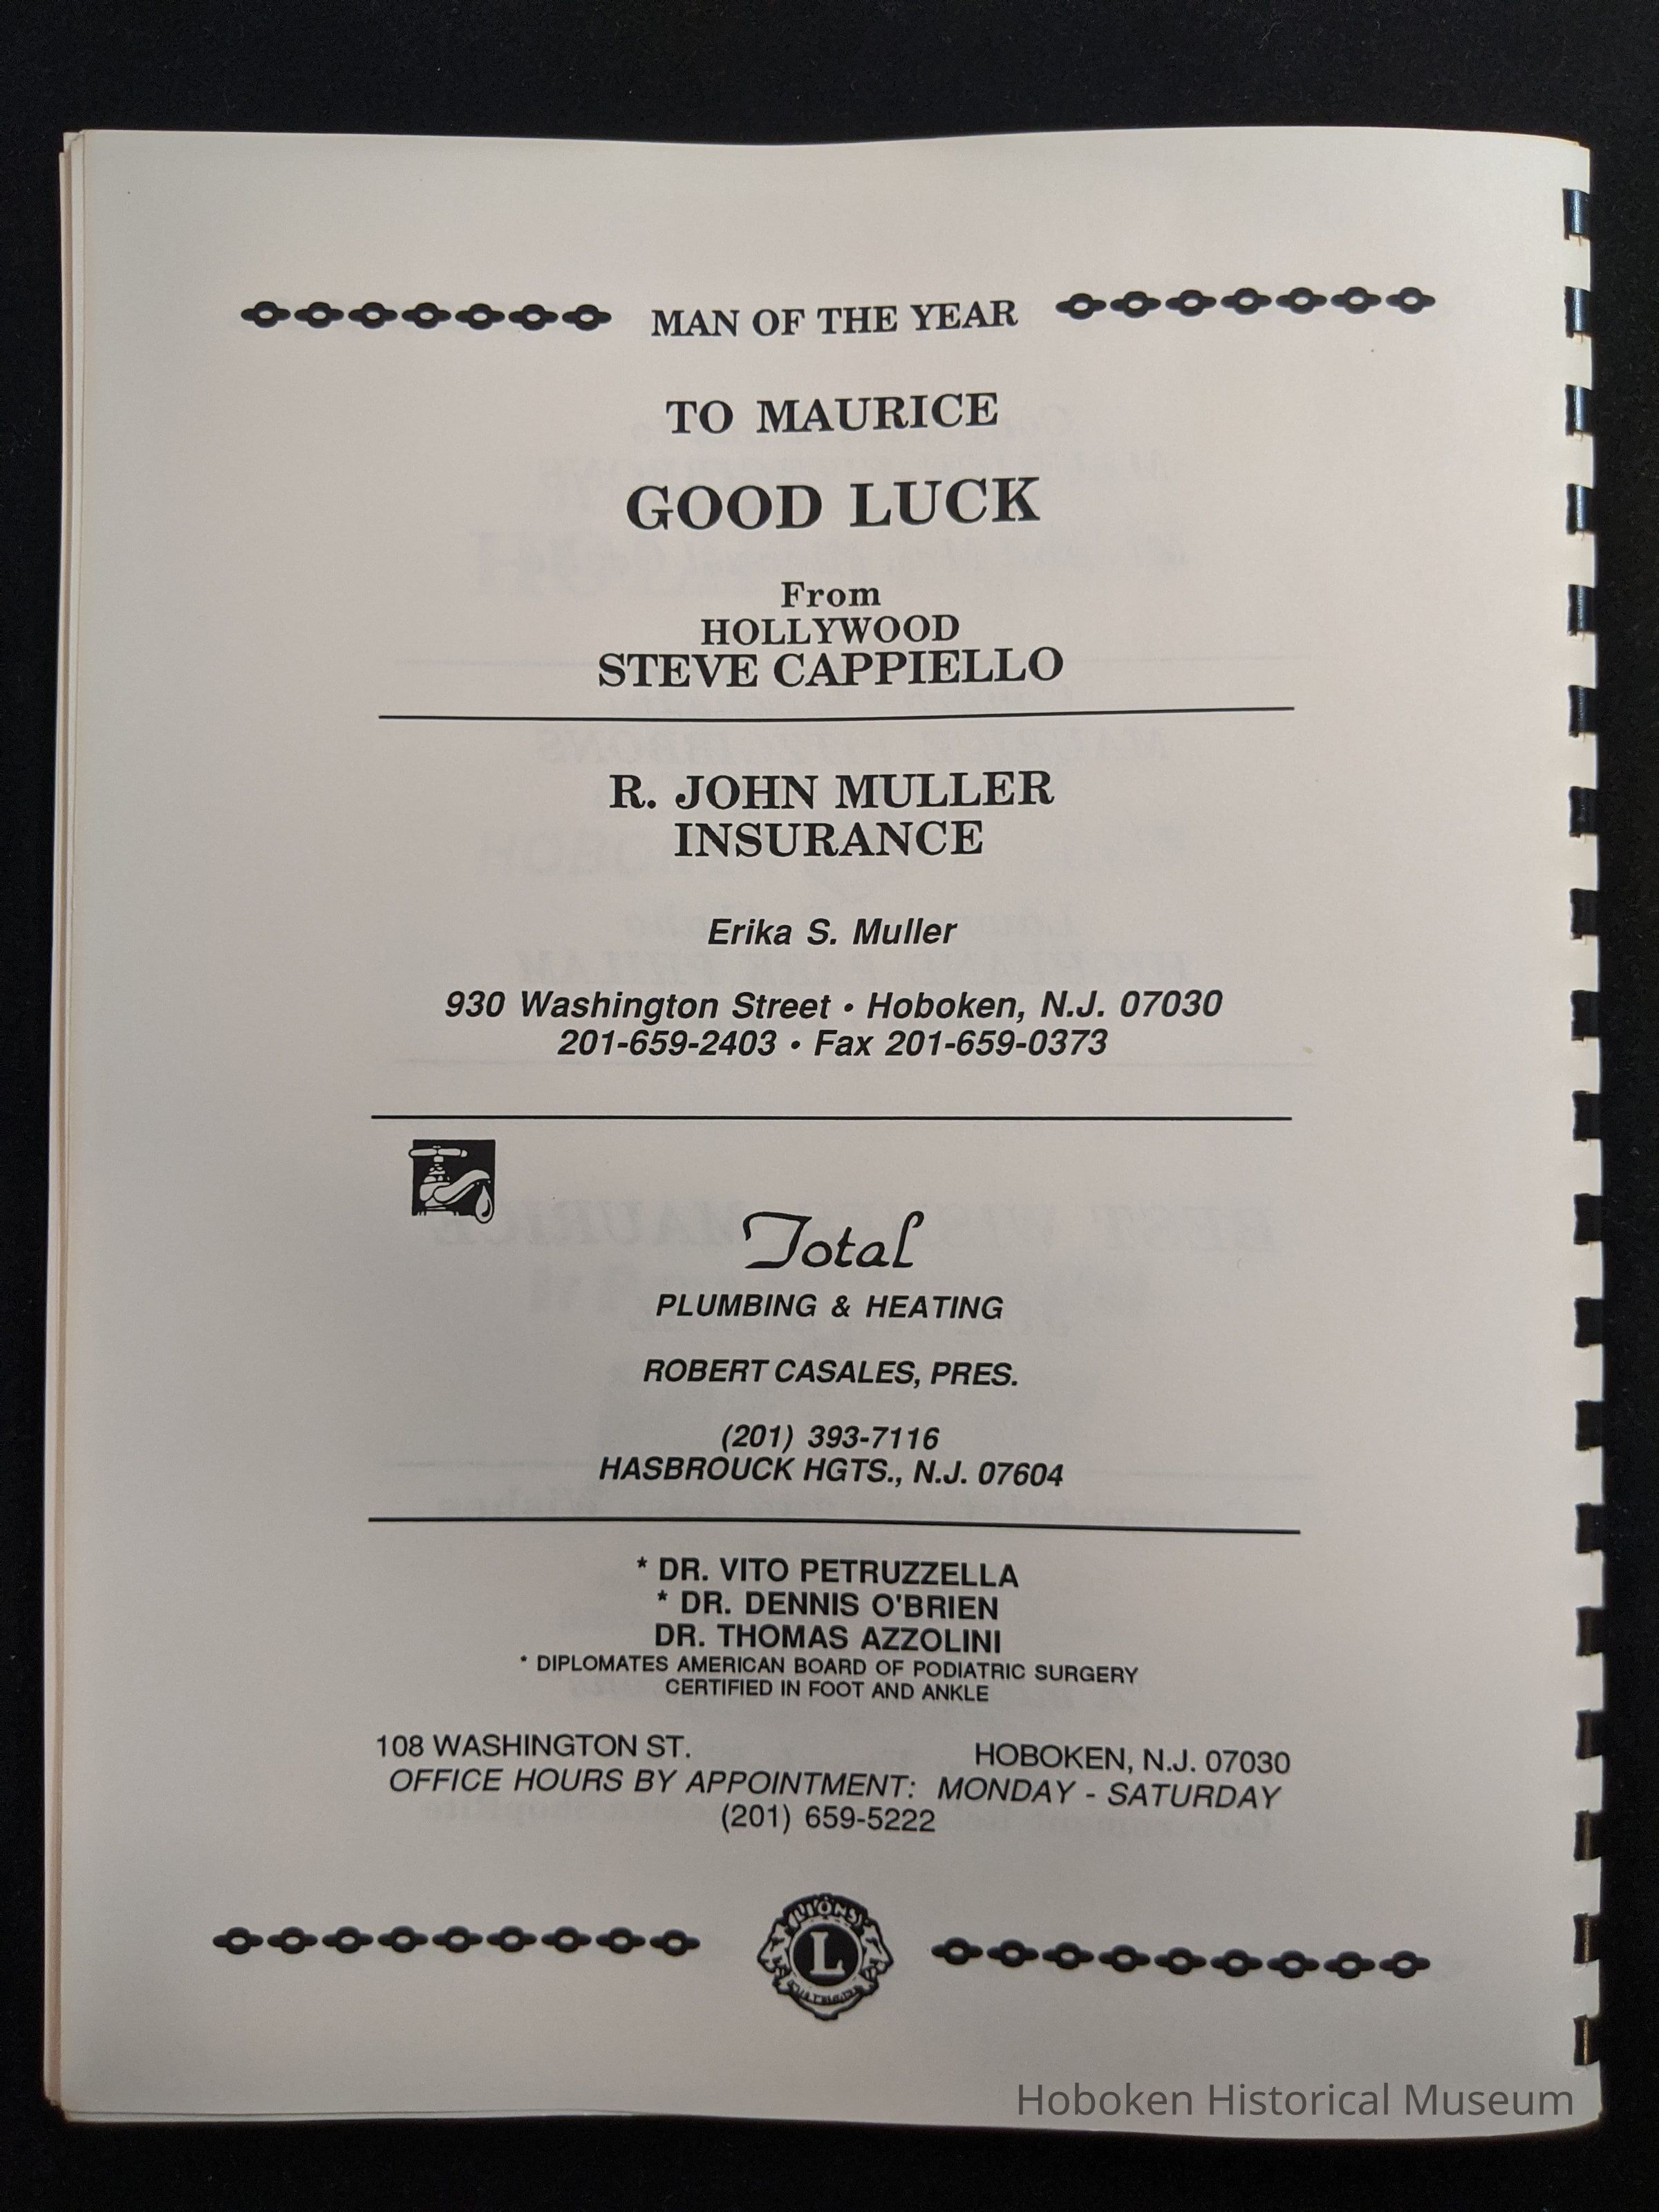 MAN OF THE YEAR
TO MAURICE
GOOD LUCK
From
HOLLYWOOD
STEVE CAPPIELLO
R. JOHN MULLER
INSURANCE
Erika S. Muller
930 Washington Street • Hoboken, N.J. 07030
201-659-2403 • Fax 201-659-0373
Total
PLUMBING & HEATING
ROBERT CASALES, PRES.
(201) 393-7116
HASBROUCK HGTS., N.J. 07604
* DR. VITO PETRUZZELLA
* DR. DENNIS O'BRIEN
DR. THOMAS AZZOLINI
* DIPLOMATES AMERICAN BOARD OF PODIATRIC SURGERY
CERTIFIED IN FOOT AND ANKLE
108 WASHINGTON ST. HOBOKEN, N.J. 07030
OFFICE HOURS BY APPOINTMENT: MONDAY - SATURDAY
(201) 659-5222
LIONS
L
Hoboken Historical Museum